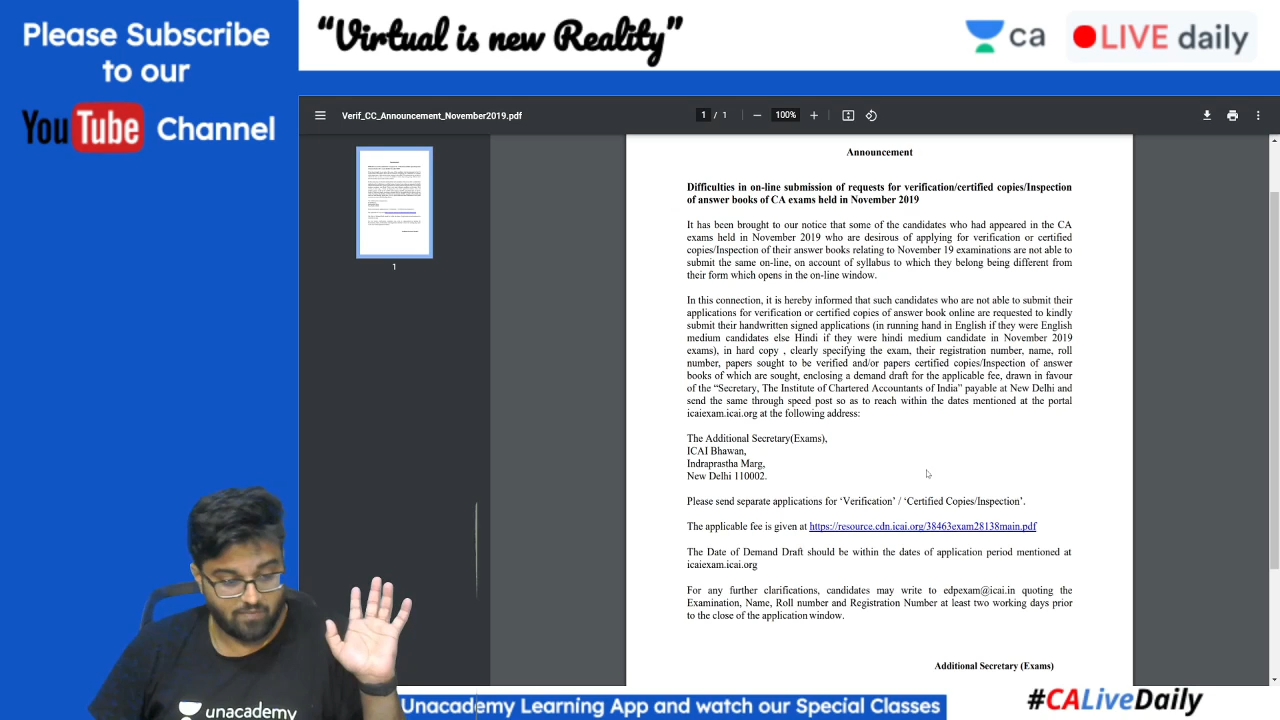 Please Subscribe
to our
YouTube Channel
“Virtual is new Reality”
ca
LIVE daily
Verif_CC_Announcement_November2019.pdf
1 / 1
100%
1
Announcement
Difficulties in on-line submission of requests for verification/certified copies/Inspection
of answer books of CA exams held in November 2019
It has been brought to our notice that some of the candidates who had appeared in the CA
exams held in November 2019 who are desirous of applying for verification or certified
copies/Inspection of their answer books relating to November 19 examinations are not able to
submit the same on-line, on account of syllabus to which they belong being different from
their form which opens in the on-line window.
In this connection, it is hereby informed that such candidates who are not able to submit their
applications for verification or certified copies of answer book online are requested to kindly
submit their handwritten signed applications (in running hand in English if they were English
medium candidates else Hindi if they were hindi medium candidate in November 2019
exams), in hard copy , clearly specifying the exam, their registration number, name, roll
number, papers sought to be verified and/or papers certified copies/Inspection of answer
books of which are sought, enclosing a demand draft for the applicable fee, drawn in favour
of the “Secretary, The Institute of Chartered Accountants of India” payable at New Delhi and
send the same through speed post so as to reach within the dates mentioned at the portal
icaiexam.icai.org at the following address:
The Additional Secretary(Exams),
ICAI Bhawan,
Indraprastha Marg,
New Delhi 110002.
Please send separate applications for ‘Verification’ / ‘Certified Copies/Inspection’.
The applicable fee is given at https://resource.cdn.icai.org/38463exam28138main.pdf
The Date of Demand Draft should be within the dates of application period mentioned at
icaiexam.icai.org
For any further clarifications, candidates may write to edpexam@icai.in quoting the
Examination, Name, Roll number and Registration Number at least two working days prior
to the close of the application window.
Additional Secretary (Exams)
unacademy
Unacademy Learning App and watch our Special Classes
#CALiveDaily